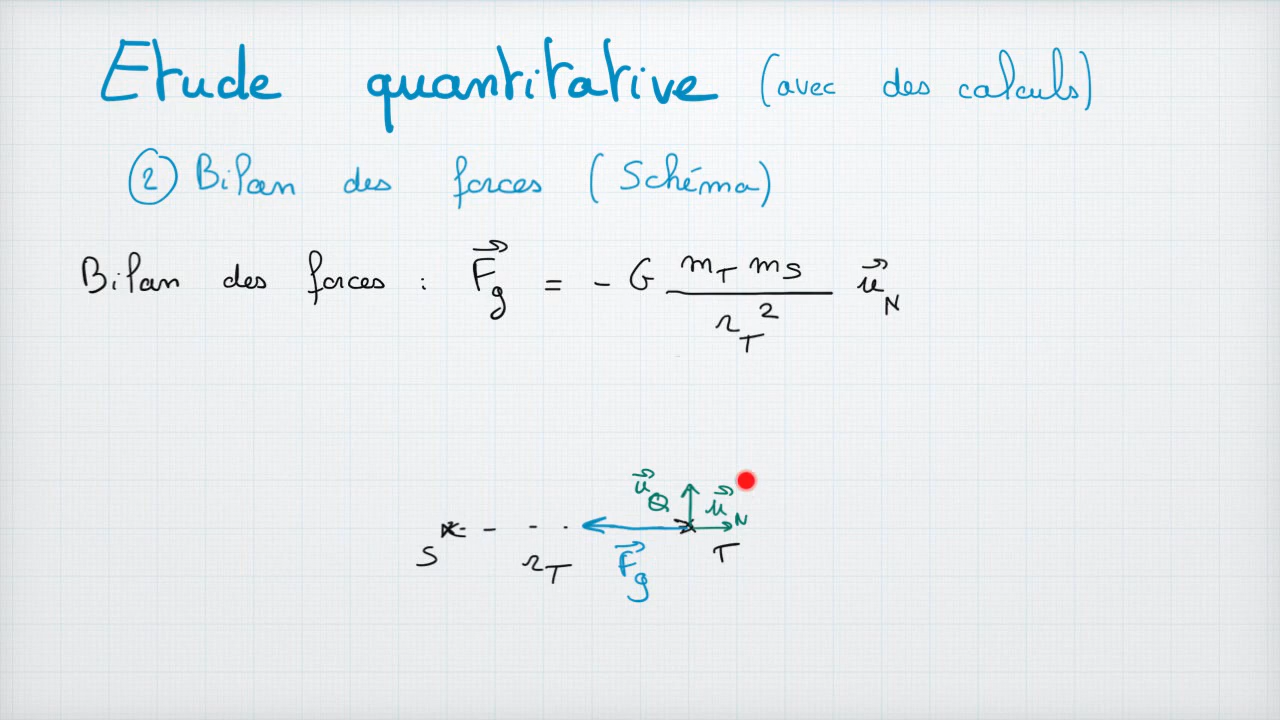 Etude quantitative (avec des calculs)
② Bilan des forces (Schéma)
Bilan des forces : F⃗g = - G mT mS / rT² u⃗N
u⃗θ u⃗N
S rT F⃗g T